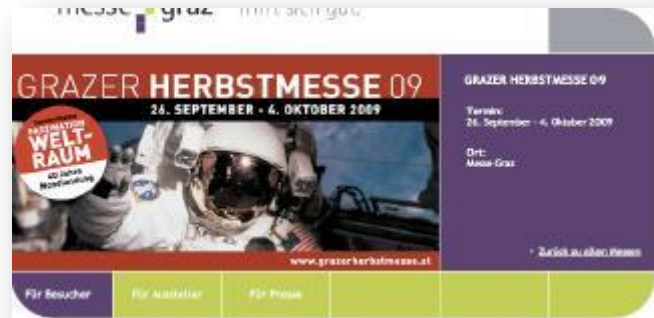 messe graz
GRAZER HERBSTMESSE 09
26. SEPTEMBER - 4. OKTOBER 2009
FASZINATION
WELT-
RAUM
40 Jahre
Mondlandung
www.grazerherbstmesse.at
GRAZER HERBSTMESSE 09
Termin:
26. September - 4. Oktober 2009
Ort:
Messe Graz
Zurück zu allen Messen
Für Besucher
Für Aussteller
Für Presse